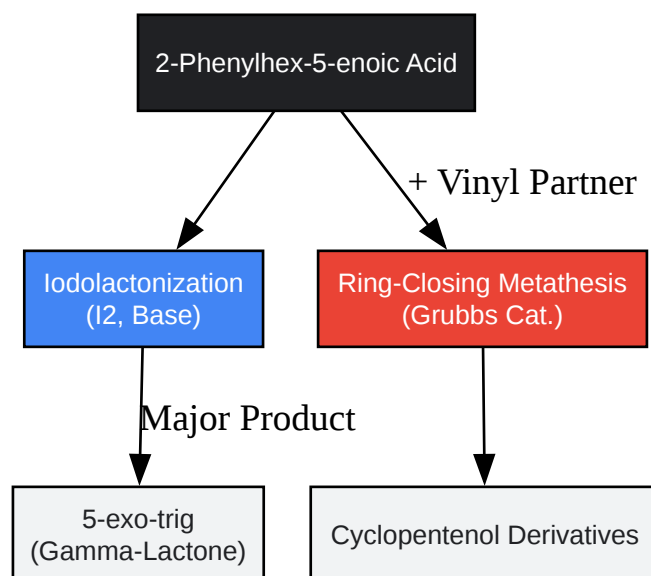 2-Phenylhex-5-enoic Acid
+ Vinyl Partner
Iodolactonization
(I2, Base)
Ring-Closing Metathesis
(Grubbs Cat.)
Major Product
5-exo-trig
(Gamma-Lactone)
Cyclopentenol Derivatives